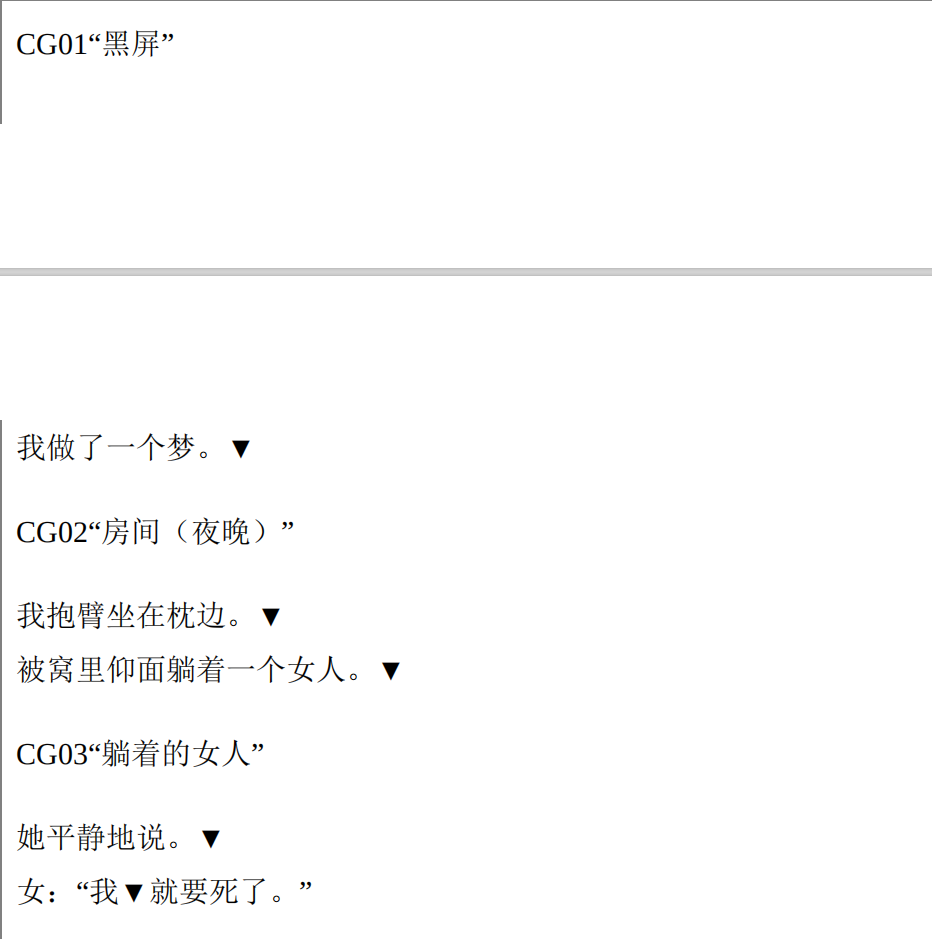 CG01“黑屏”
我做了一个梦。▼
CG02“房间（夜晚）”
我抱臂坐在枕边。▼
被窝里仰面躺着一个女人。▼
CG03“躺着的女人”
她平静地说。▼
女：“我▼就要死了。”